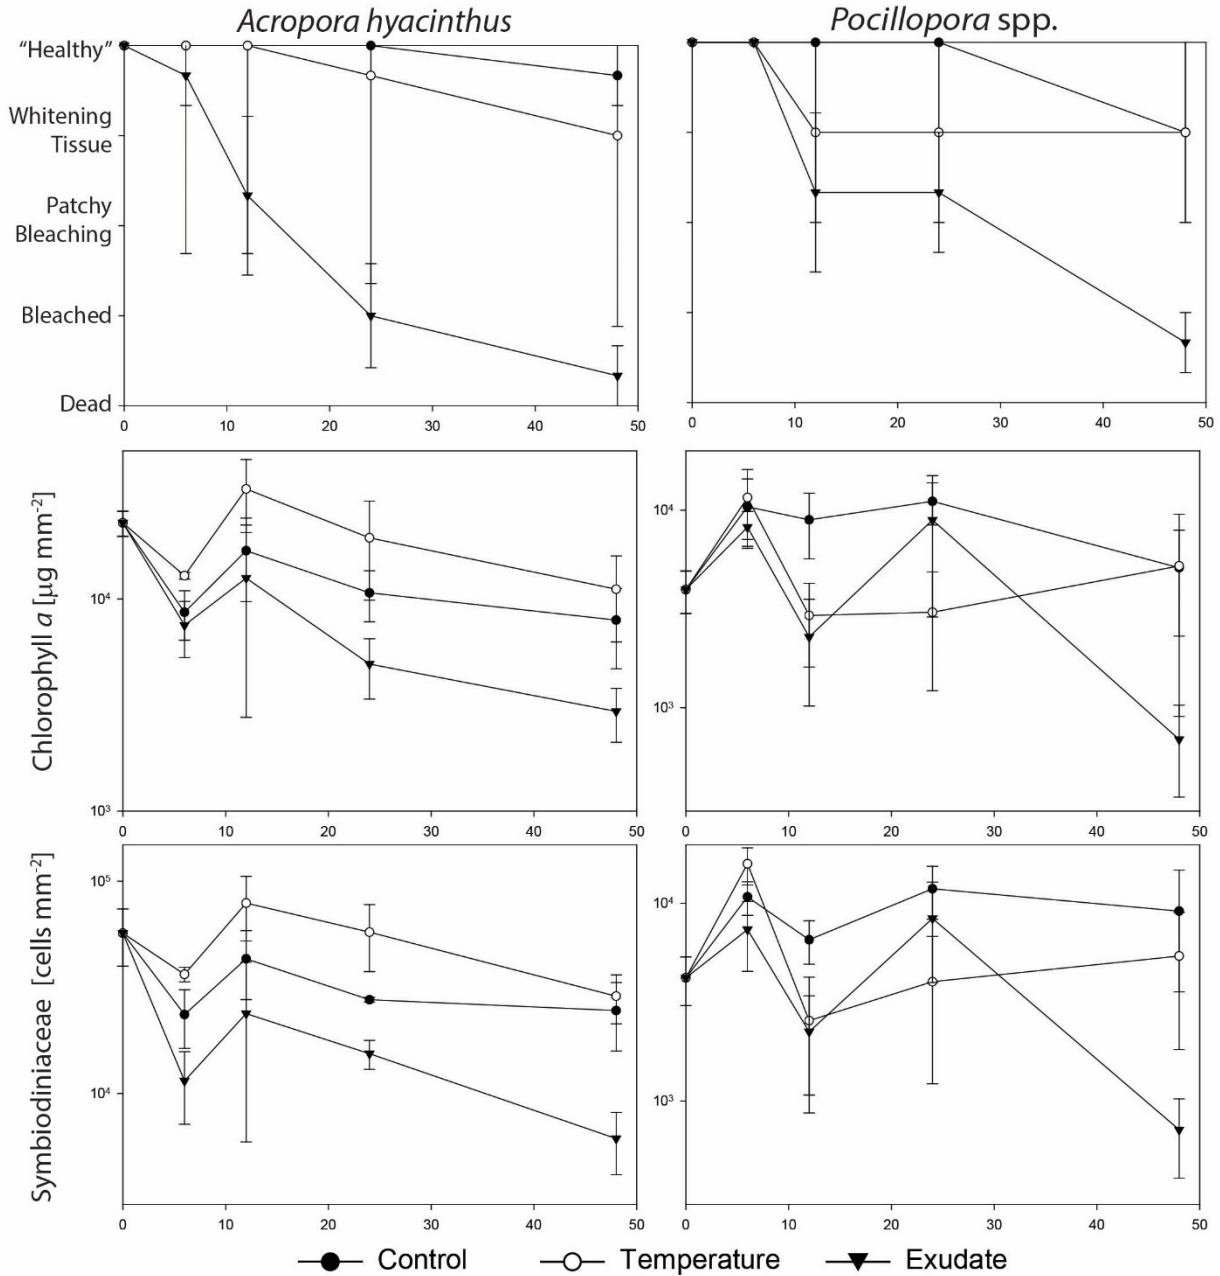 Acropora hyacinthus
Pocillopora spp.
“Healthy”
Whitening
Tissue
Patchy
Bleaching
Bleached
Dead
0 10 20 30 40 50
0 10 20 30 40 50
Chlorophyll a [μg mm⁻²]
10⁴
10³
0 10 20 30 40 50
10⁴
10³
0 10 20 30 40 50
Symbiodiniaceae [cells mm⁻²]
10⁵
10⁴
0 10 20 30 40 50
10⁴
10³
0 10 20 30 40 50
Control Temperature Exudate